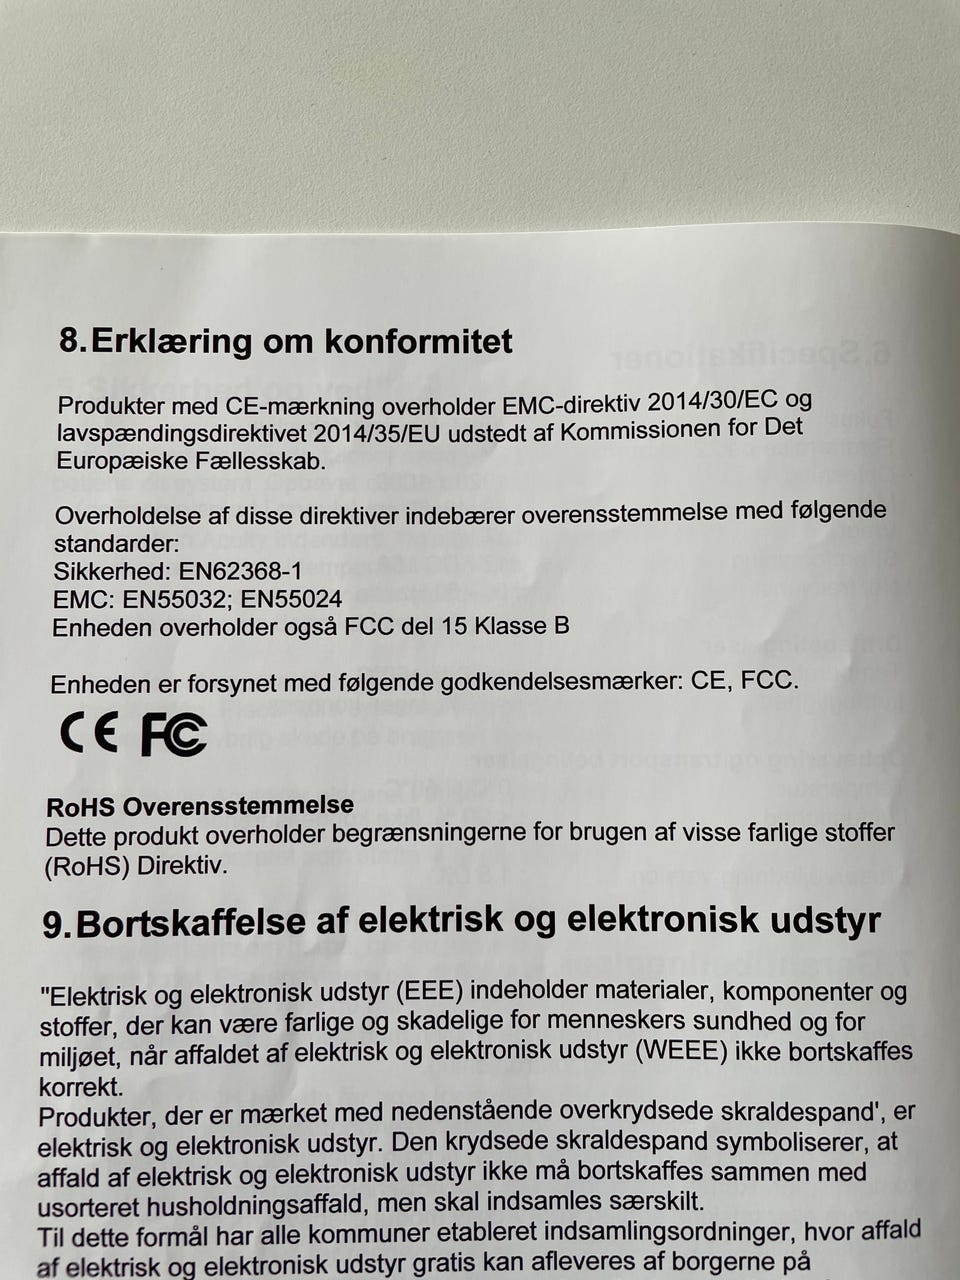 8. Erklæring om konformitet
Produkter med CE-mærkning overholder EMC-direktiv 2014/30/EC og
lavspændingsdirektivet 2014/35/EU udstedt af Kommissionen for Det
Europæiske Fællesskab.
Overholdelse af disse direktiver indebærer overensstemmelse med følgende
standarder:
Sikkerhed: EN62368-1
EMC: EN55032; EN55024
Enheden overholder også FCC del 15 Klasse B
Enheden er forsynet med følgende godkendelsesmærker: CE, FCC.
CE FC
RoHS Overensstemmelse
Dette produkt overholder begrænsningerne for brugen af visse farlige stoffer
(RoHS) Direktiv.
9. Bortskaffelse af elektrisk og elektronisk udstyr
"Elektrisk og elektronisk udstyr (EEE) indeholder materialer, komponenter og
stoffer, der kan være farlige og skadelige for menneskers sundhed og for
miljøet, når affaldet af elektrisk og elektronisk udstyr (WEEE) ikke bortskaffes
korrekt.
Produkter, der er mærket med nedenstående overkrydsede skraldespand', er
elektrisk og elektronisk udstyr. Den krydsede skraldespand symboliserer, at
affald af elektrisk og elektronisk udstyr ikke må bortskaffes sammen med
usorteret husholdningsaffald, men skal indsamles særskilt.
Til dette formål har alle kommuner etableret indsamlingsordninger, hvor affald
af elektrisk og elektronisk udstyr gratis kan afleveres af borgerne på